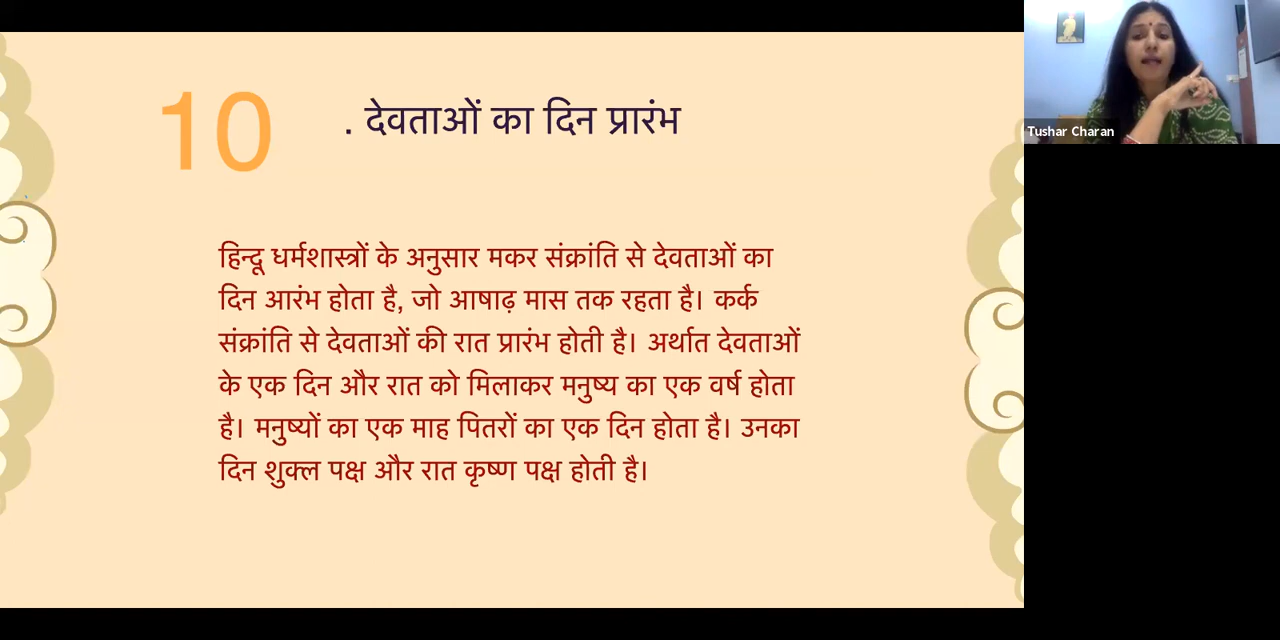 10
. देवताओं का दिन प्रारंभ
हिन्दू धर्मशास्त्रों के अनुसार मकर संक्रांति से देवताओं का
दिन आरंभ होता है, जो आषाढ़ मास तक रहता है। कर्क
संक्रांति से देवताओं की रात प्रारंभ होती है। अर्थात देवताओं
के एक दिन और रात को मिलाकर मनुष्य का एक वर्ष होता
है। मनुष्यों का एक माह पितरों का एक दिन होता है। उनका
दिन शुक्ल पक्ष और रात कृष्ण पक्ष होती है।
Tushar Charan